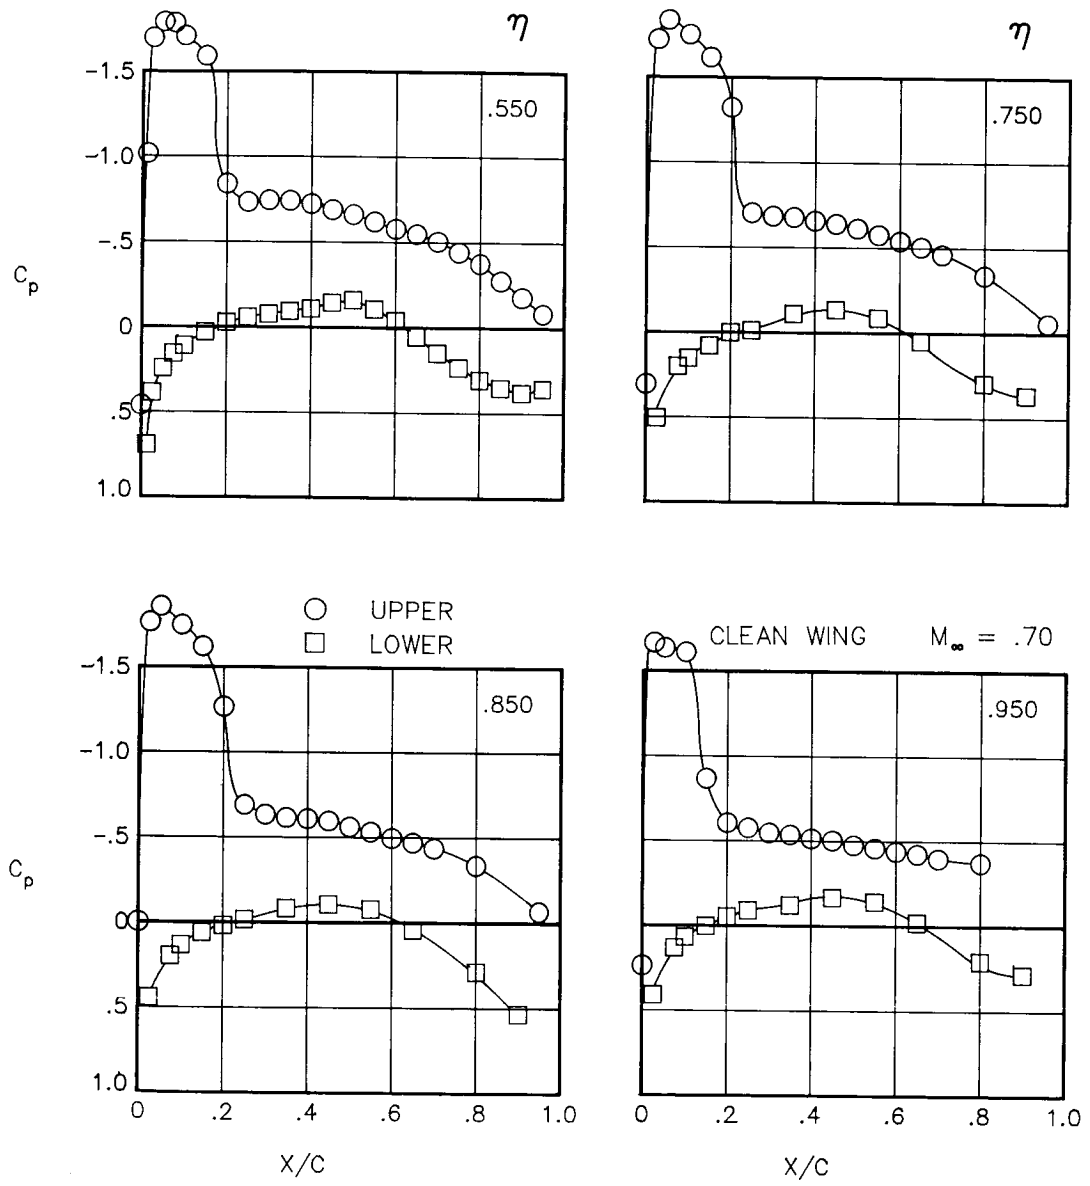 η
η
-1.5
.550
.750
-1.0
-.5
C_p
0
.5
1.0
UPPER
LOWER
CLEAN WING M_∞ = .70
-1.5
.850
.950
-1.0
-.5
C_p
0
.5
1.0
0 .2 .4 .6 .8 1.0
0 .2 .4 .6 .8 1.0
X/C
X/C